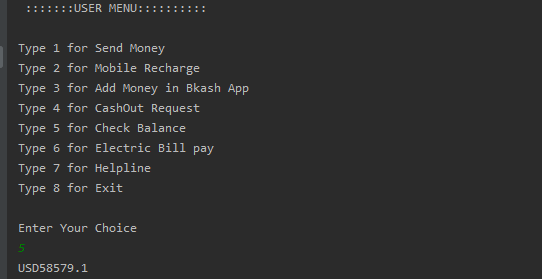 :::::::USER MENU::::::::::
Type 1 for Send Money
Type 2 for Mobile Recharge
Type 3 for Add Money in Bkash App
Type 4 for CashOut Request
Type 5 for Check Balance
Type 6 for Electric Bill pay
Type 7 for Helpline
Type 8 for Exit
Enter Your Choice
5
USD58579.1